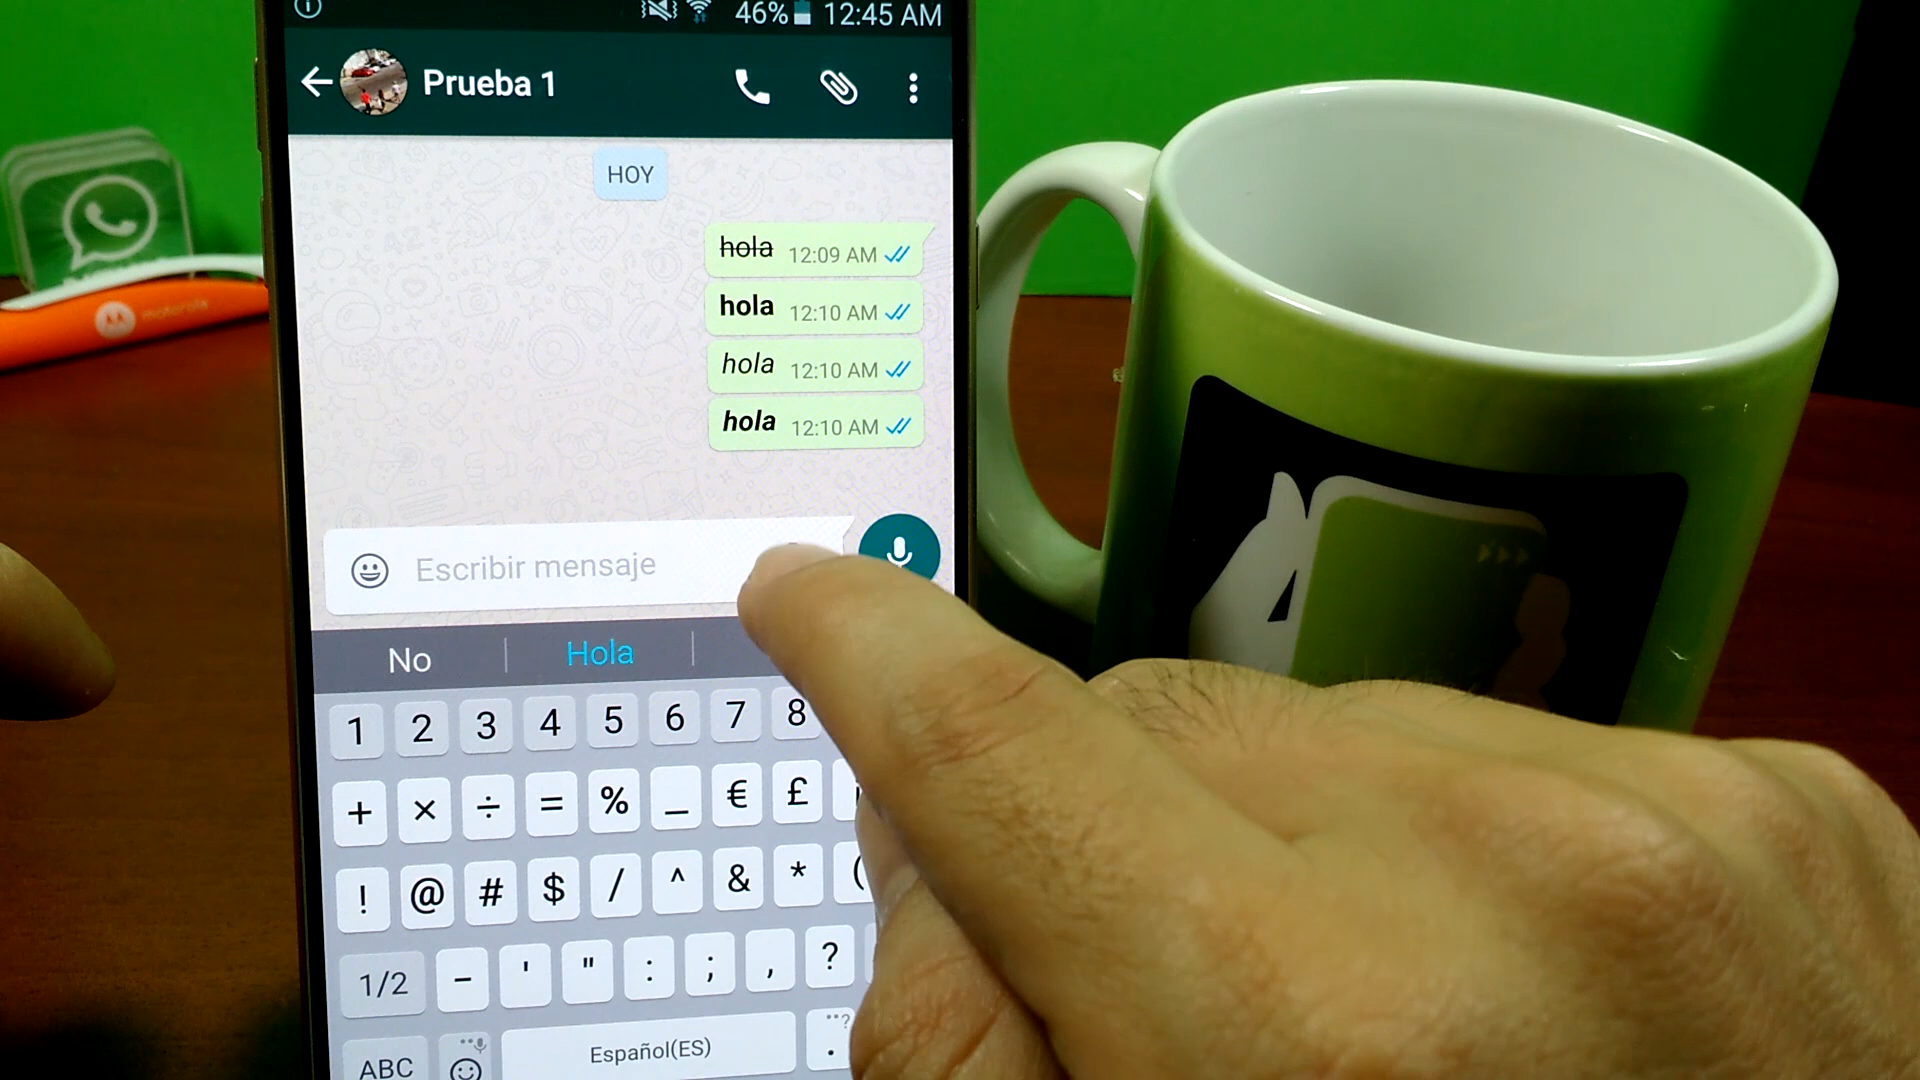 46% 12:45 AM
Prueba 1
HOY
hola 12:09 AM
hola 12:10 AM
hola 12:10 AM
hola 12:10 AM
Escribir mensaje
No Hola
1 2 3 4 5 6 7 8
+ × ÷ = % _ € £
! @ # $ / ^ & * (
1/2 - ' " : ; , ?
ABC Español(ES) .
motorola